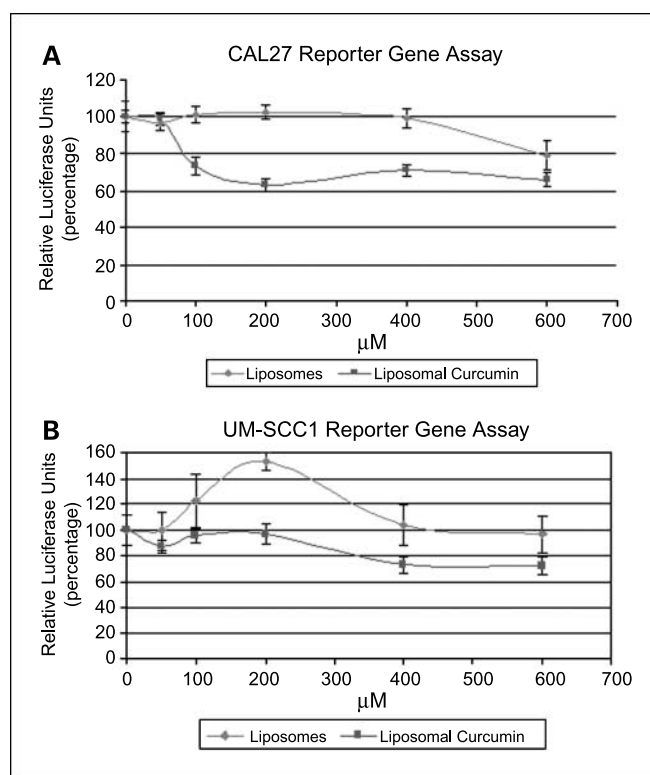 A
CAL27 Reporter Gene Assay
Relative Luciferase Units
(percentage)
120
100
80
60
40
20
0
0 100 200 300 400 500 600 700
μM
Liposomes Liposomal Curcumin
B
UM-SCC1 Reporter Gene Assay
Relative Luciferase Units
(percentage)
160
140
120
100
80
60
40
20
0
0 100 200 300 400 500 600 700
μM
Liposomes Liposomal Curcumin